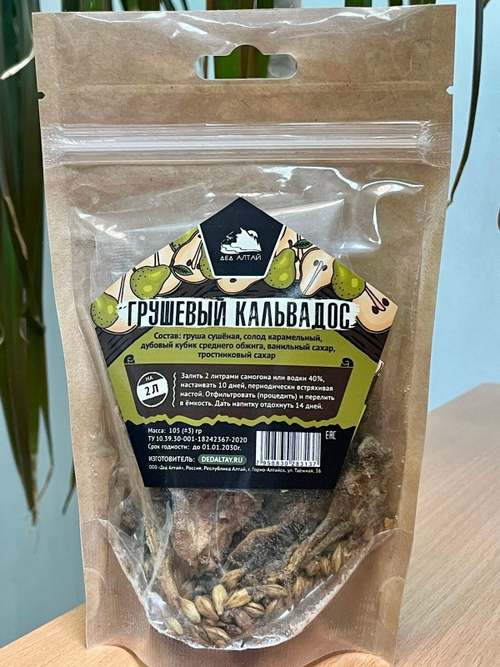 ДЕД АЛТАЙ
ГРУШЕВЫЙ КАЛЬВАДОС
Состав: груша сушёная, солод карамельный,
дубовый кубик среднего обжига, ванильный сахар,
тростниковый сахар
НА
2 Л
Залить 2 литрами самогона или водки 40%,
настаивать 10 дней, периодически встряхивая
настой. Отфильтровать (процедить) и перелить
в ёмкость. Дать напитку отдохнуть 14 дней.
Масса: 105 (±3) гр
ТУ 10.39.30-001-18242367-2020
Срок годности: до 01.01.2030г.
ИЗГОТОВИТЕЛЬ: DEDALTAY.RU
ООО «Дед Алтай», Россия, Республика Алтай, г. Горно-Алтайск, ул. Таёжная, 16
EAC